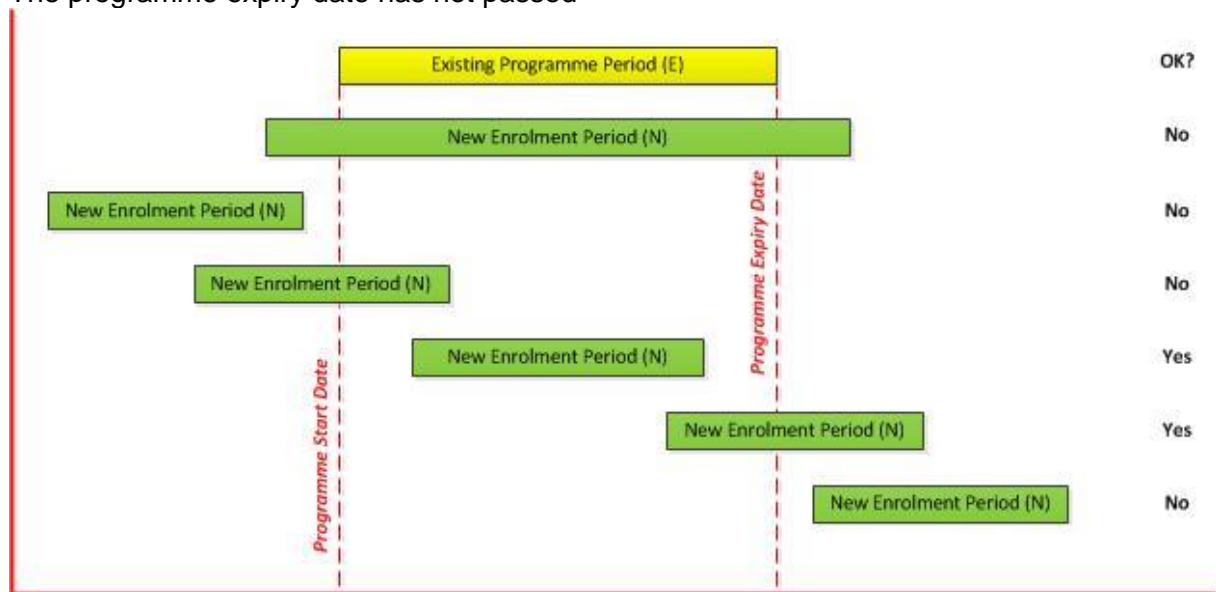 The programme expiry date has not passed
Existing Programme Period (E) OK?
New Enrolment Period (N) No
New Enrolment Period (N) No
New Enrolment Period (N) No
New Enrolment Period (N) Yes
New Enrolment Period (N) Yes
New Enrolment Period (N) No
Programme Start Date
Programme Expiry Date